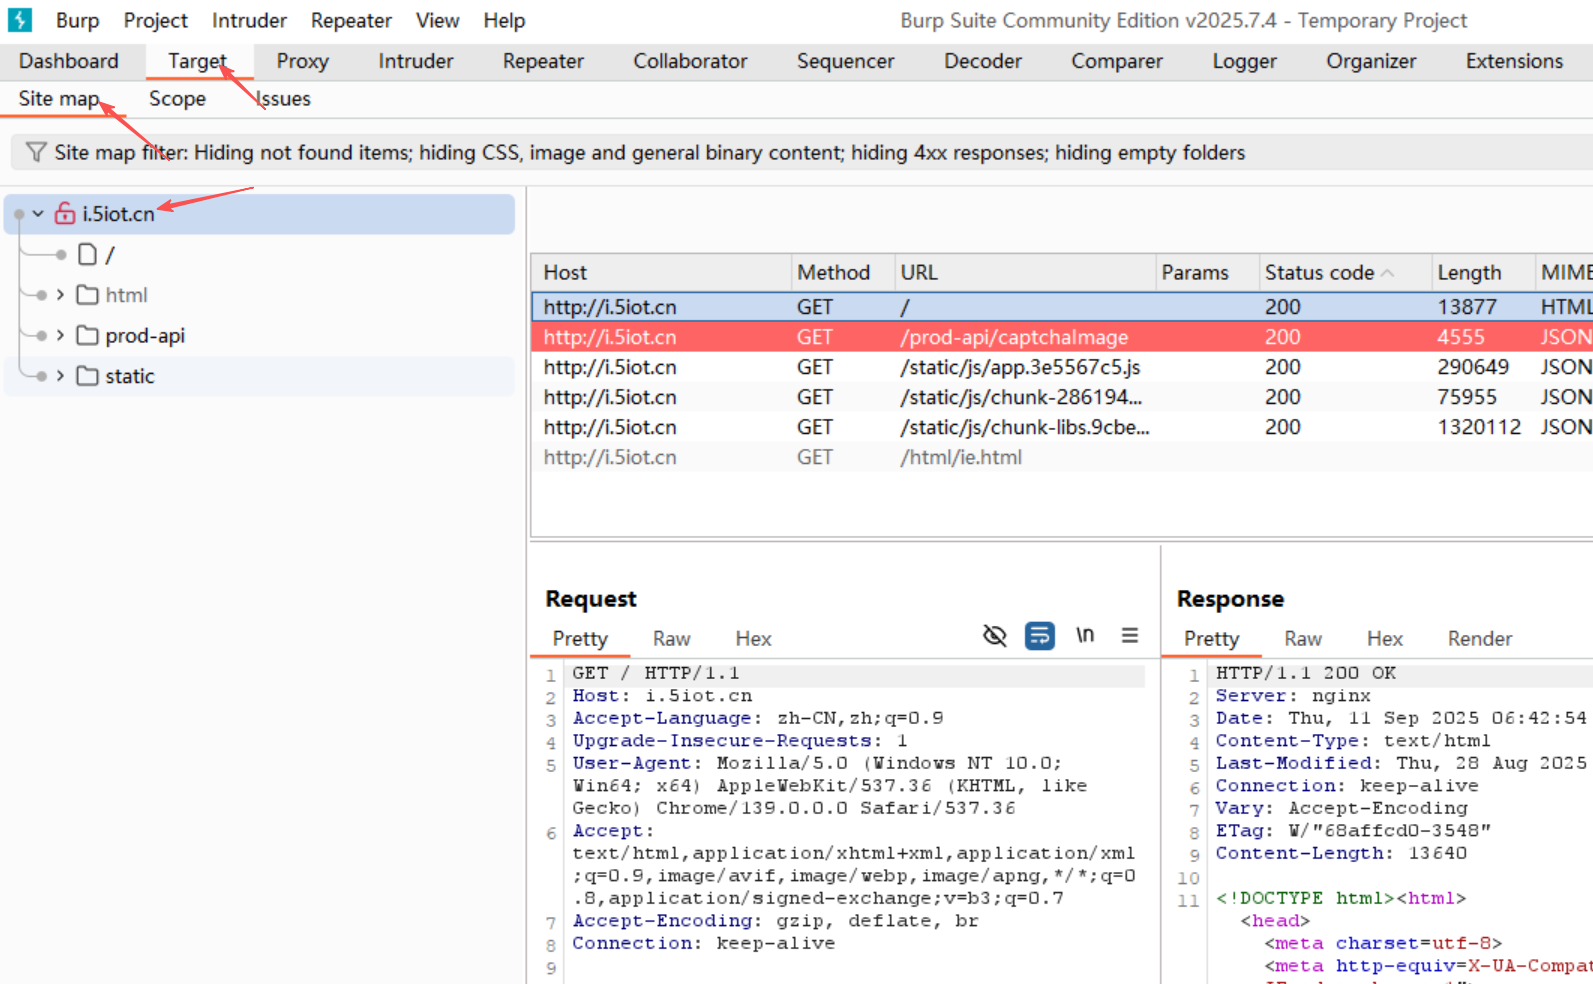 Burp Project Intruder Repeater View Help Burp Suite Community Edition v2025.7.4 - Temporary Project
Dashboard Target Proxy Intruder Repeater Collaborator Sequencer Decoder Comparer Logger Organizer Extensions
Site map Scope Issues
Site map filter: Hiding not found items; hiding CSS, image and general binary content; hiding 4xx responses; hiding empty folders
i.5iot.cn
/
html
prod-api
static
Host Method URL Params Status code Length MIME
http://i.5iot.cn GET / 200 13877 HTML
http://i.5iot.cn GET /prod-api/captchaImage 200 4555 JSON
http://i.5iot.cn GET /static/js/app.3e5567c5.js 200 290649 JSON
http://i.5iot.cn GET /static/js/chunk-286194... 200 75955 JSON
http://i.5iot.cn GET /static/js/chunk-libs.9cbe... 200 1320112 JSON
http://i.5iot.cn GET /html/ie.html
Request
Pretty Raw Hex \n
1 GET / HTTP/1.1
2 Host: i.5iot.cn
3 Accept-Language: zh-CN,zh;q=0.9
4 Upgrade-Insecure-Requests: 1
5 User-Agent: Mozilla/5.0 (Windows NT 10.0;
Win64; x64) AppleWebKit/537.36 (KHTML, like
Gecko) Chrome/139.0.0.0 Safari/537.36
6 Accept:
text/html,application/xhtml+xml,application/xml
;q=0.9,image/avif,image/webp,image/apng,*/*;q=0
.8,application/signed-exchange;v=b3;q=0.7
7 Accept-Encoding: gzip, deflate, br
8 Connection: keep-alive
9
Response
Pretty Raw Hex Render
1 HTTP/1.1 200 OK
2 Server: nginx
3 Date: Thu, 11 Sep 2025 06:42:54
4 Content-Type: text/html
5 Last-Modified: Thu, 28 Aug 2025
6 Connection: keep-alive
7 Vary: Accept-Encoding
8 ETag: W/"68affcd0-3548"
9 Content-Length: 13640
10
11 <!DOCTYPE html><html>
<head>
<meta charset=utf-8>
<meta http-equiv=X-UA-Compat